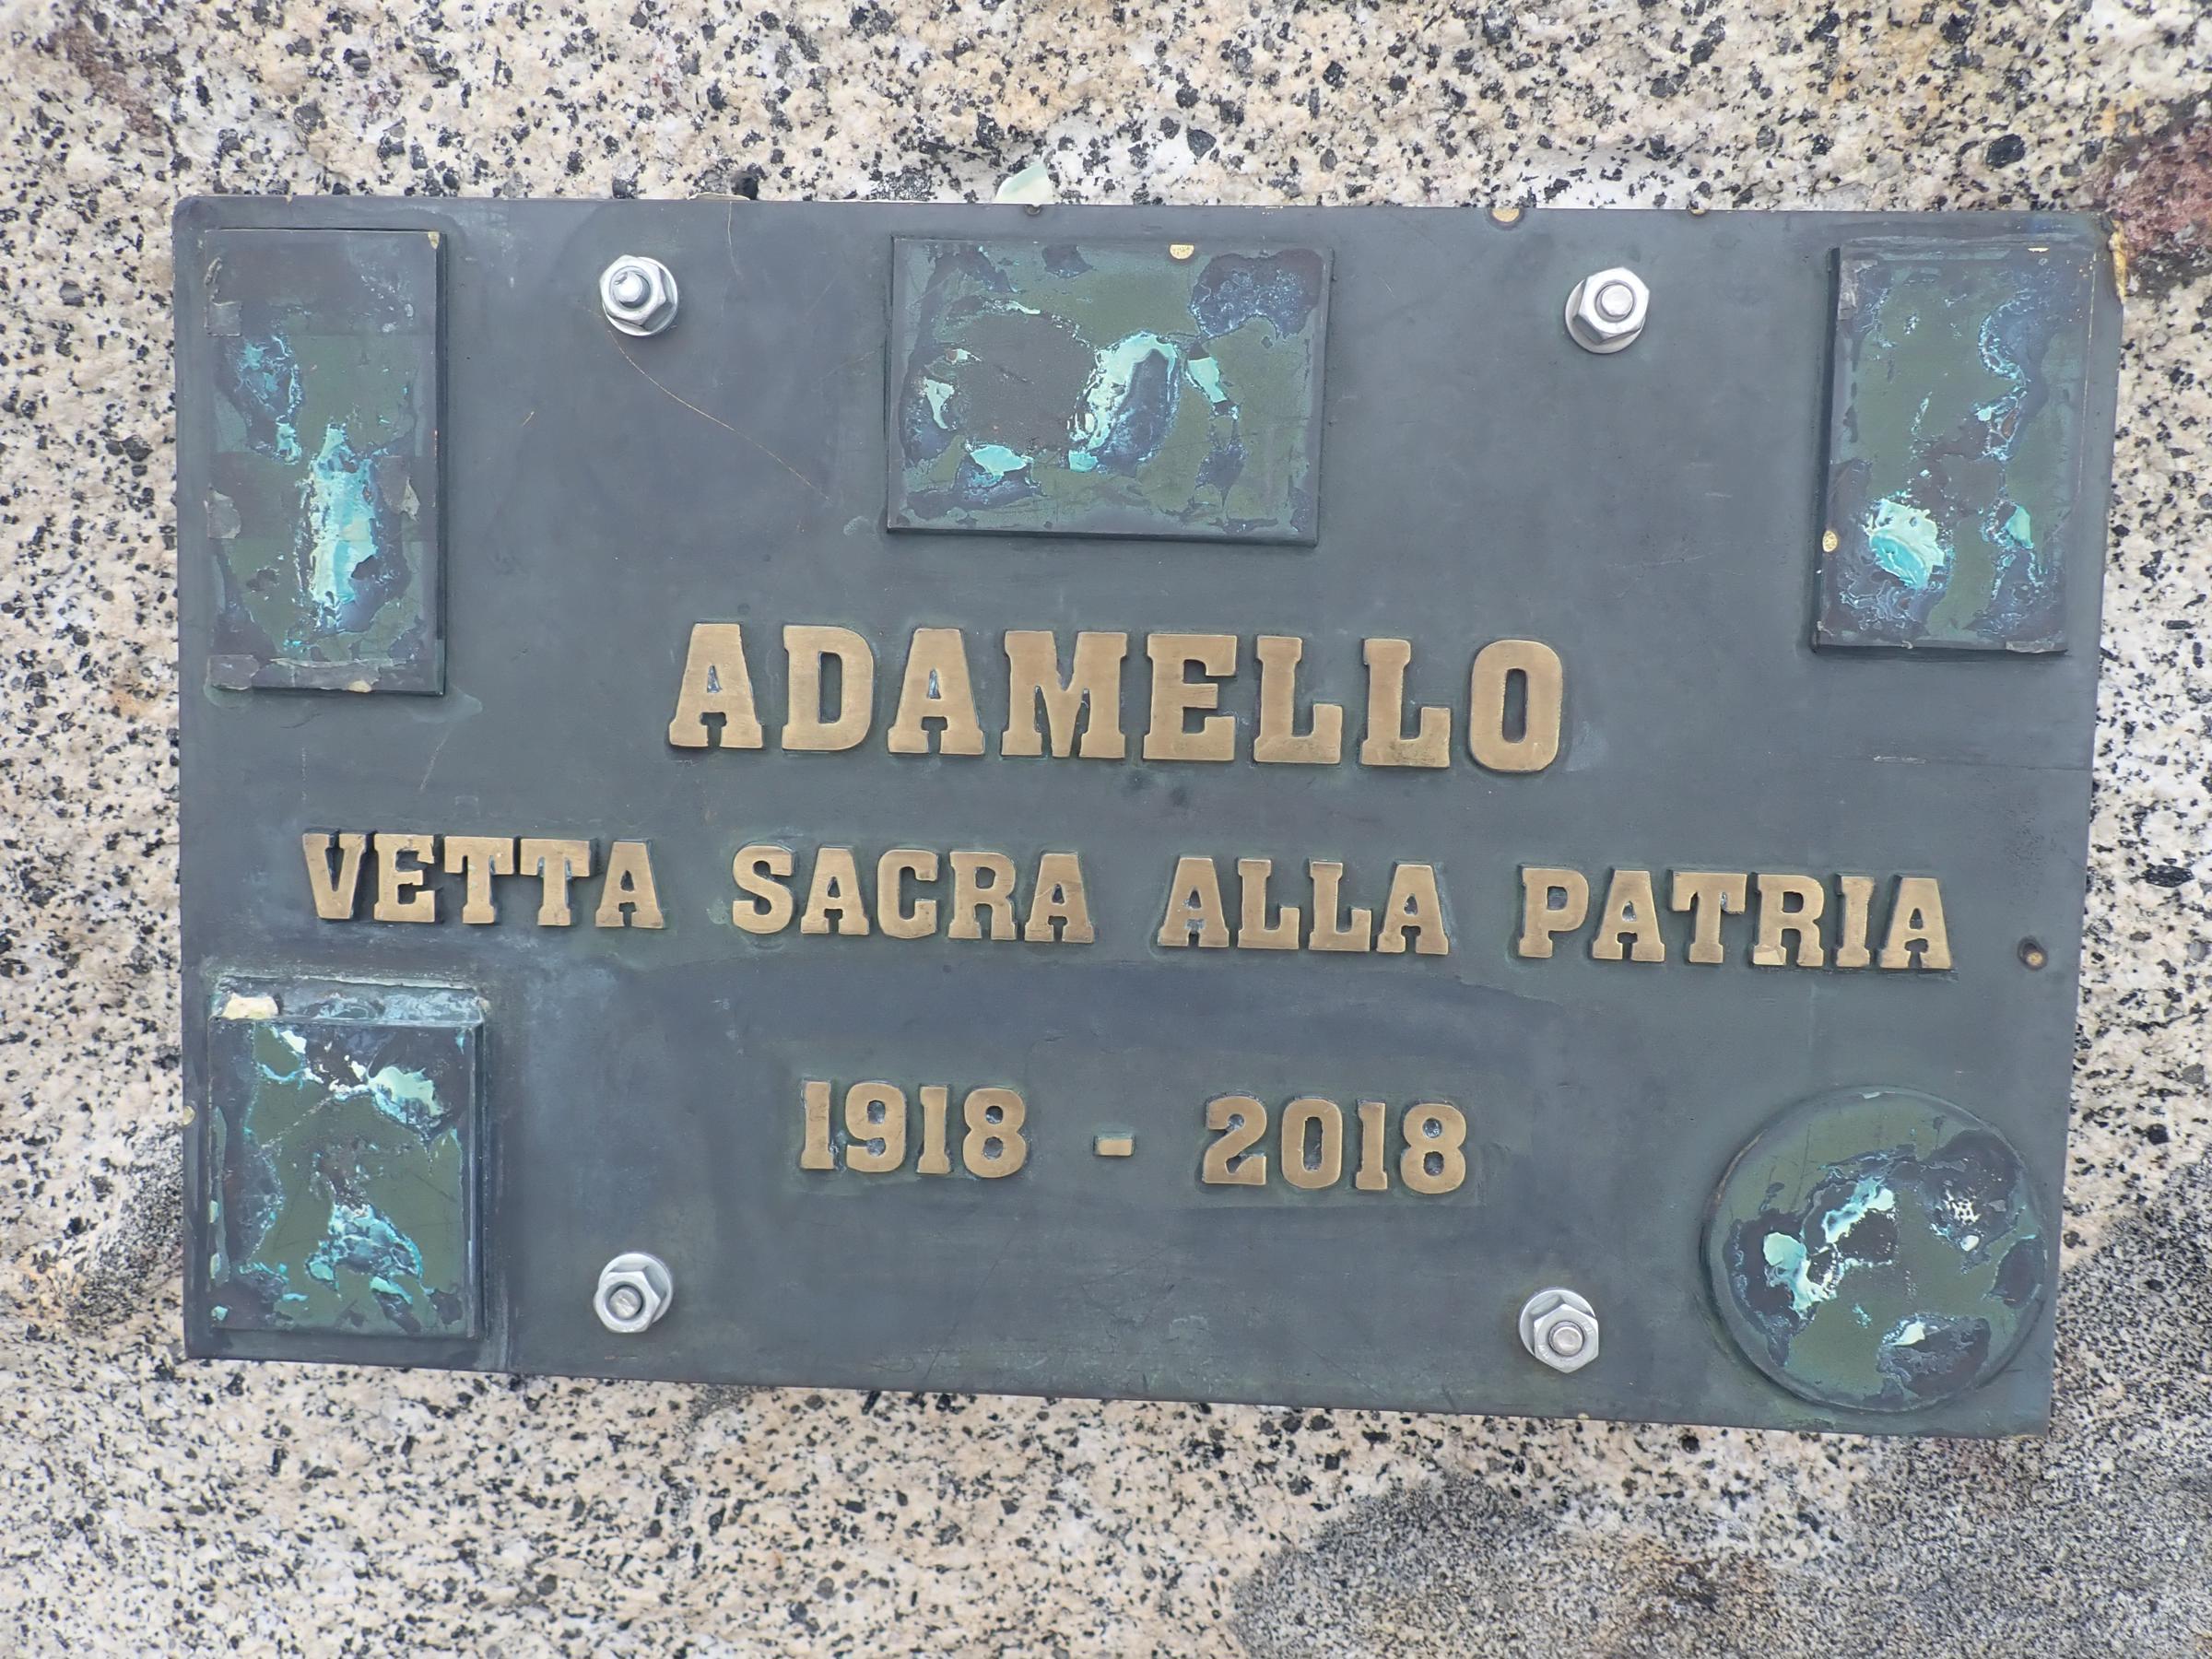 ADAMELLO
VETTA SACRA ALLA PATRIA
1918 - 2018